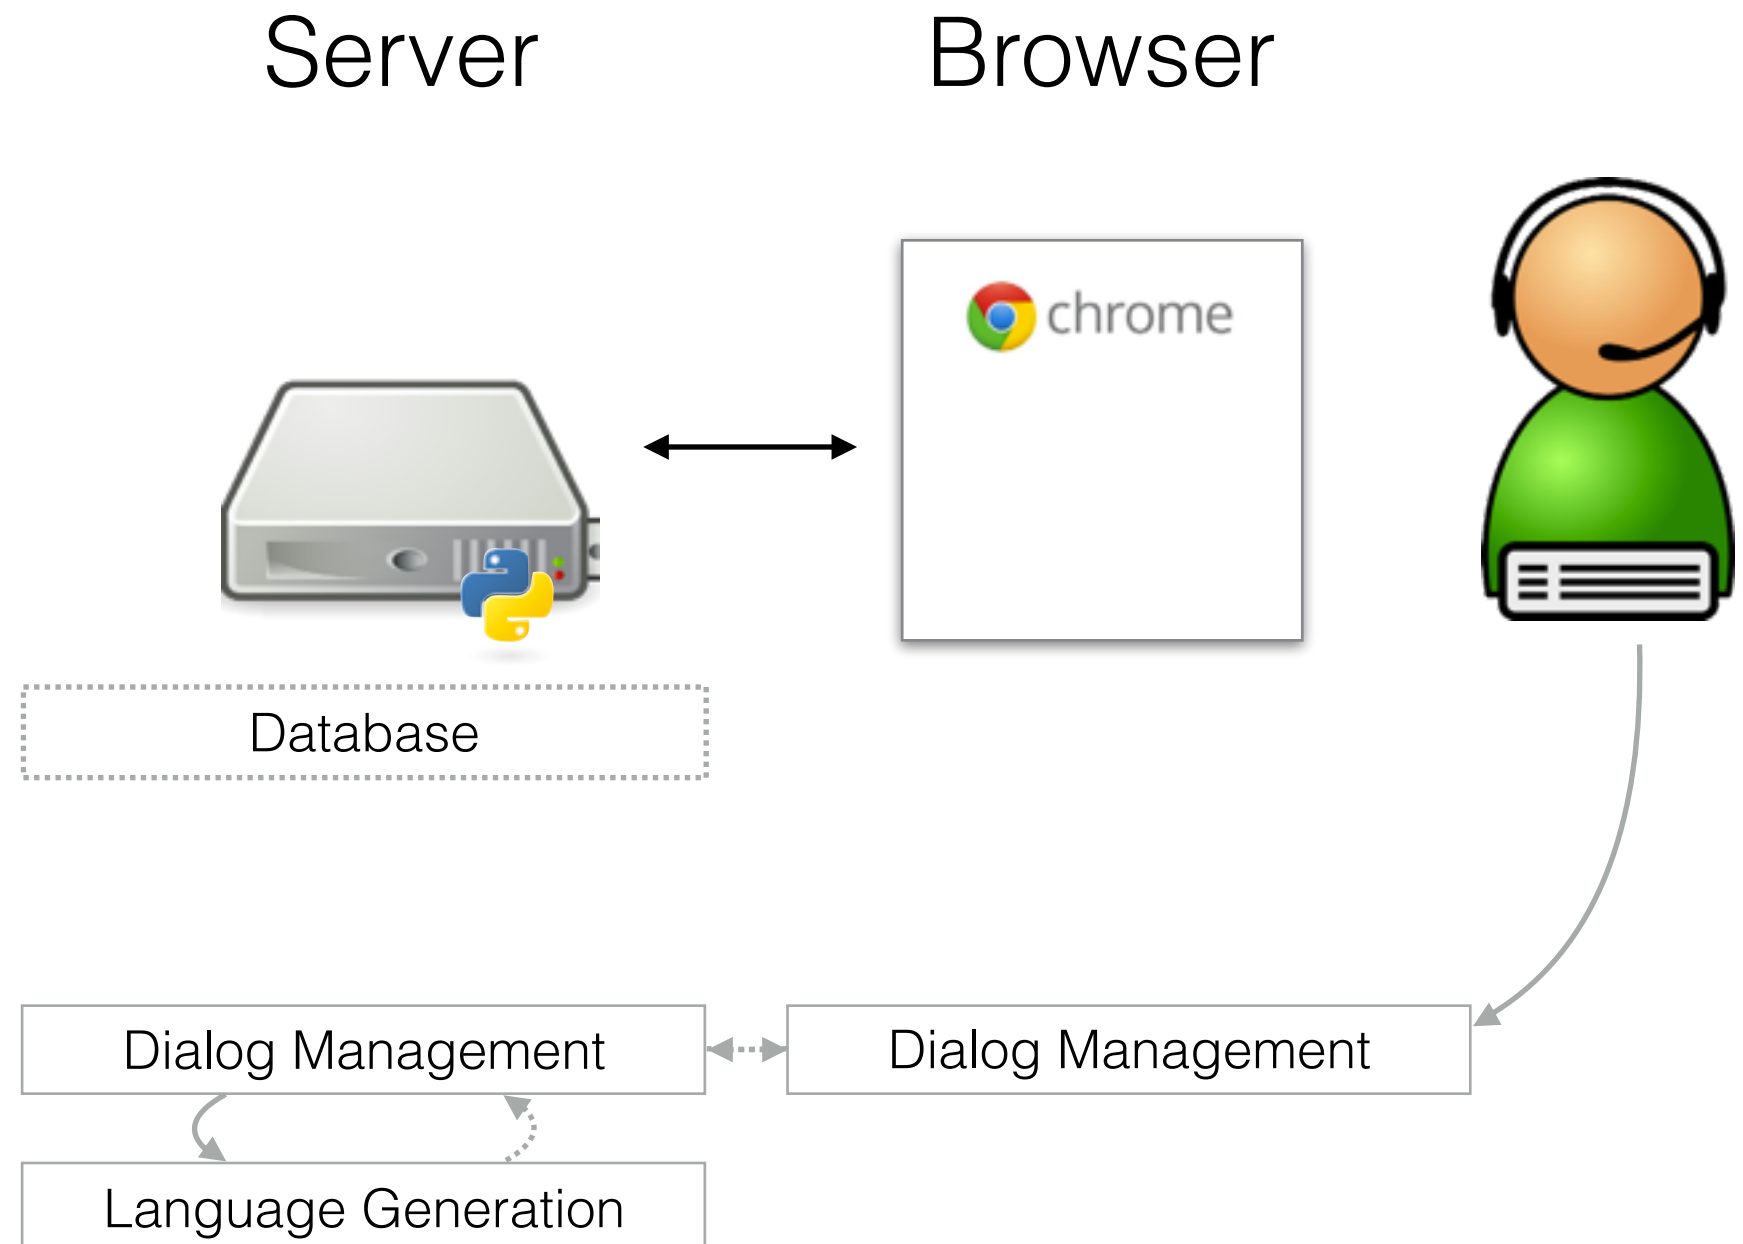 Server
Browser
chrome
Database
Dialog Management
Dialog Management
Language Generation